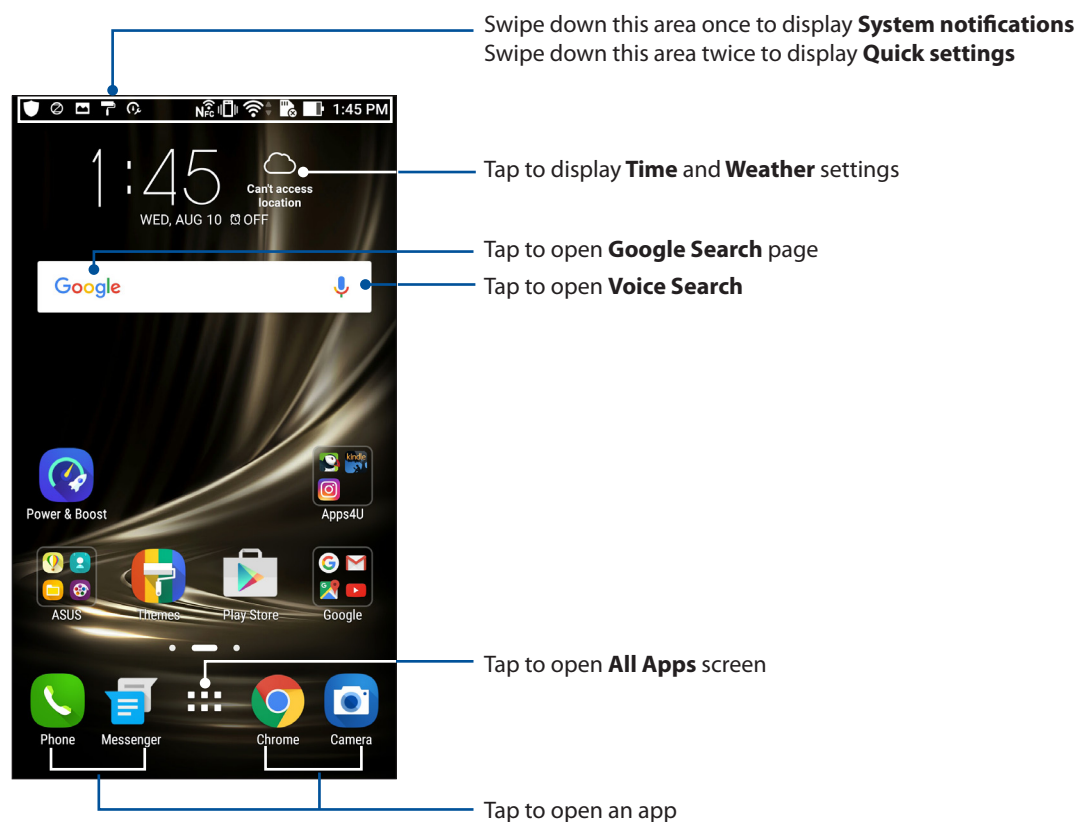 Swipe down this area once to display System notifications
Swipe down this area twice to display Quick settings
NFC 1:45 PM
1:45
Can't access
location
WED, AUG 10 OFF
Tap to display Time and Weather settings
Tap to open Google Search page
Google
Tap to open Voice Search
kindle
Power & Boost
Apps4U
ASUS
Themes
Play Store
Google
Tap to open All Apps screen
Phone
Messenger
Chrome
Camera
Tap to open an app